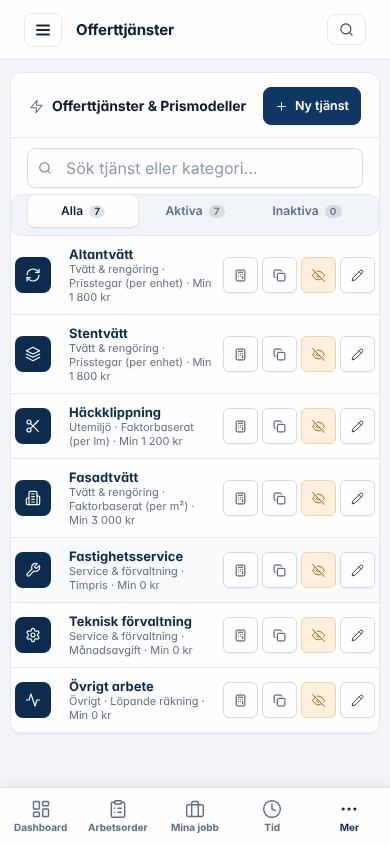 Offerttjänster
Offerttjänster & Prismodeller
Ny tjänst
Sök tjänst eller kategori...
Alla 7
Aktiva 7
Inaktiva 0
Altantvätt
Tvätt & rengöring ·
Prisstegar (per enhet) · Min
1 800 kr
Stentvätt
Tvätt & rengöring ·
Prisstegar (per enhet) · Min
1 800 kr
Häckklippning
Utemiljö · Faktorbaserat
(per lm) · Min 1 200 kr
Fasadtvätt
Tvätt & rengöring ·
Faktorbaserat (per m²) ·
Min 3 000 kr
Fastighetsservice
Service & förvaltning ·
Timpris · Min 0 kr
Teknisk förvaltning
Service & förvaltning ·
Månadsavgift · Min 0 kr
Övrigt arbete
Övrigt · Löpande räkning ·
Min 0 kr
Dashboard
Arbetsorder
Mina jobb
Tid
Mer